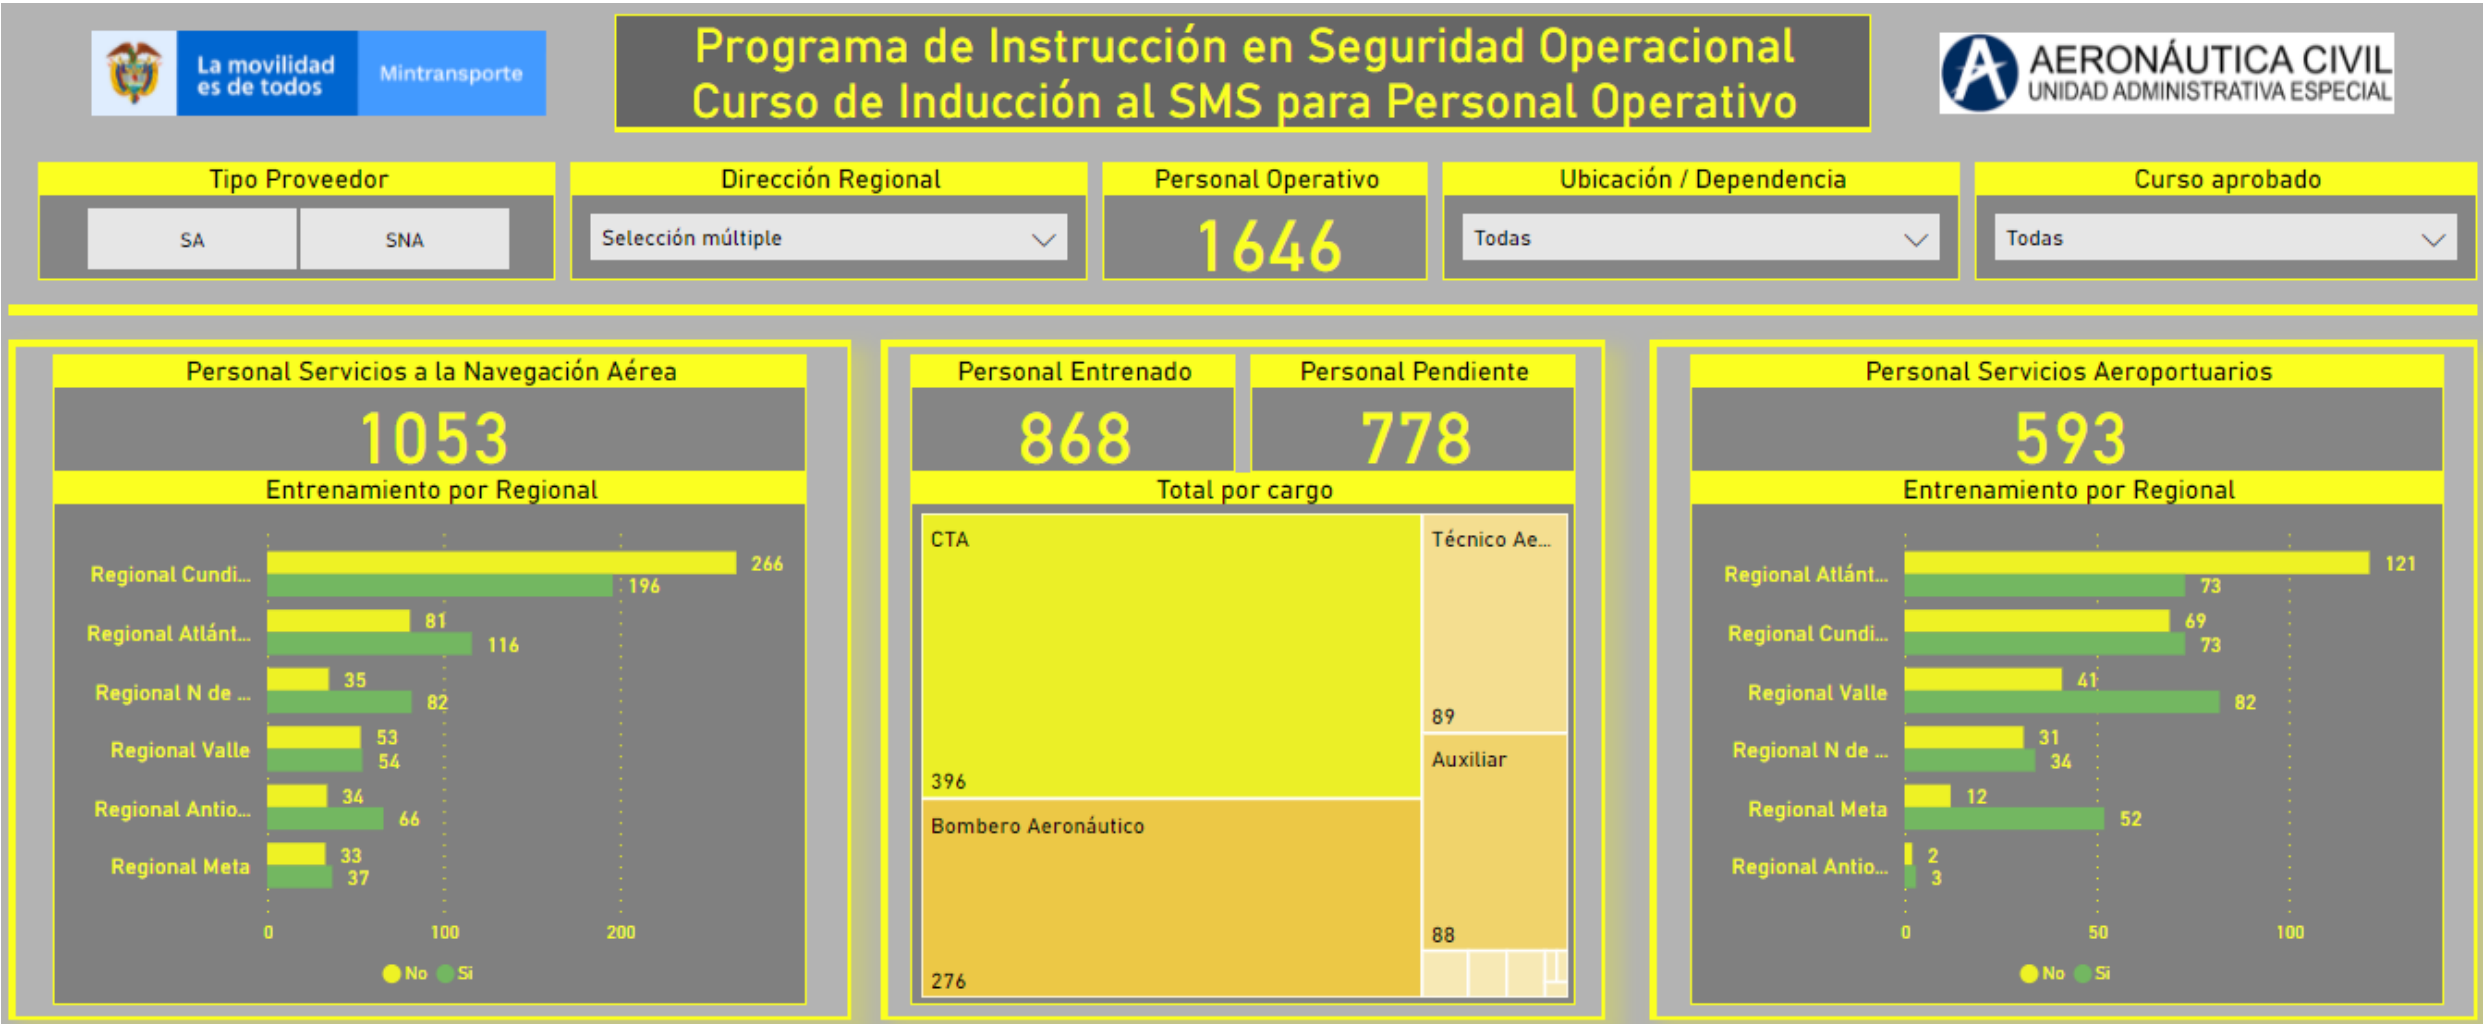 La movilidad
es de todos
Mintransporte
Programa de Instrucción en Seguridad Operacional
Curso de Inducción al SMS para Personal Operativo
AERONÁUTICA CIVIL
UNIDAD ADMINISTRATIVA ESPECIAL
Tipo Proveedor
SA
SNA
Dirección Regional
Selección múltiple
Personal Operativo
1646
Ubicación / Dependencia
Todas
Curso aprobado
Todas
Personal Servicios a la Navegación Aérea
1053
Entrenamiento por Regional
Regional Cundi...
266
196
Regional Atlánt...
81
116
Regional N de ...
35
82
Regional Valle
53
54
Regional Antio...
34
66
Regional Meta
33
37
0
100
200
No
Si
Personal Entrenado
868
Personal Pendiente
778
Total por cargo
CTA
396
Bombero Aeronáutico
276
Técnico Ae...
89
Auxiliar
88
Personal Servicios Aeroportuarios
593
Entrenamiento por Regional
Regional Atlánt...
121
73
Regional Cundi...
69
73
Regional Valle
41
82
Regional N de ...
31
34
Regional Meta
12
52
Regional Antio...
2
3
0
50
100
No
Si